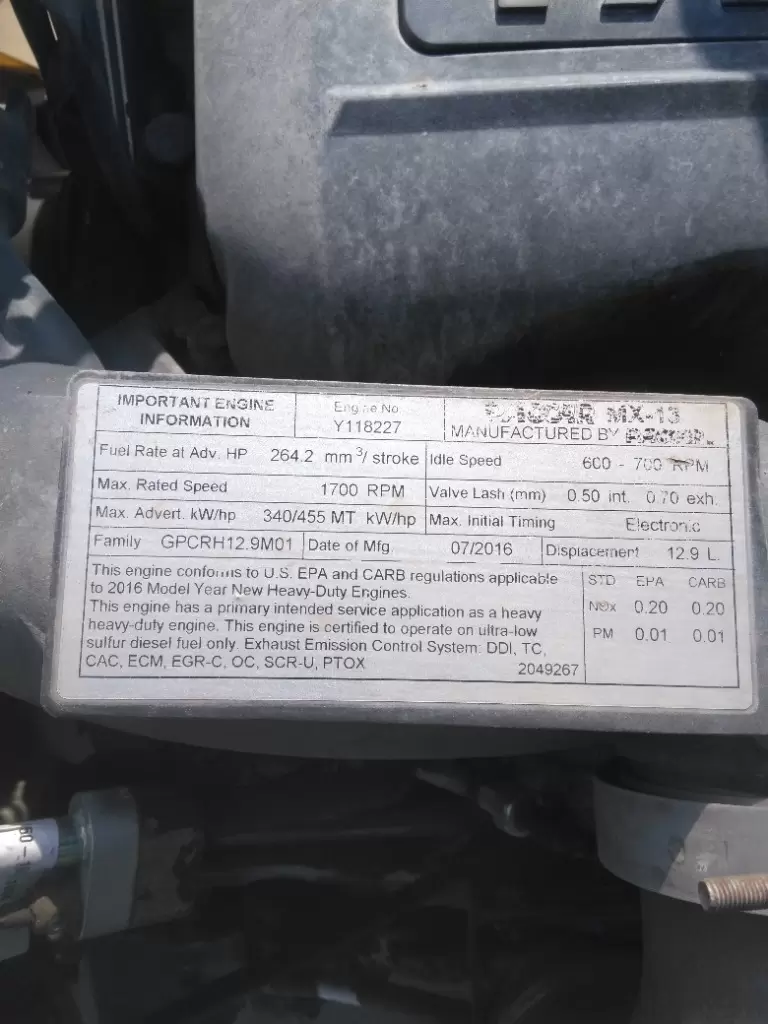 IMPORTANT ENGINE
INFORMATION
Engine No.
Y118227
PACCAR MX-13
MANUFACTURED BY PACCAR.
Fuel Rate at Adv. HP 264.2 mm³/ stroke
Idle Speed 600 - 700 RPM
Max. Rated Speed 1700 RPM
Valve Lash (mm) 0.50 int. 0.70 exh.
Max. Advert. kW/hp 340/455 MT kW/hp
Max. Initial Timing Electronic
Family GPCRH12.9M01
Date of Mfg. 07/2016
Displacement 12.9 L.
This engine conforms to U.S. EPA and CARB regulations applicable
to 2016 Model Year New Heavy-Duty Engines.
This engine has a primary intended service application as a heavy
heavy-duty engine. This engine is certified to operate on ultra-low
sulfur diesel fuel only. Exhaust Emission Control System: DDI, TC,
CAC, ECM, EGR-C, OC, SCR-U, PTOX
2049267
STD EPA CARB
NOx 0.20 0.20
PM 0.01 0.01